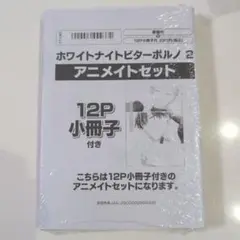 ホワイトナイトビターポルノ 2
アニメイトセット
12P
小冊子
付き
こちらは12P小冊子付きの
アニメイトセットになります。